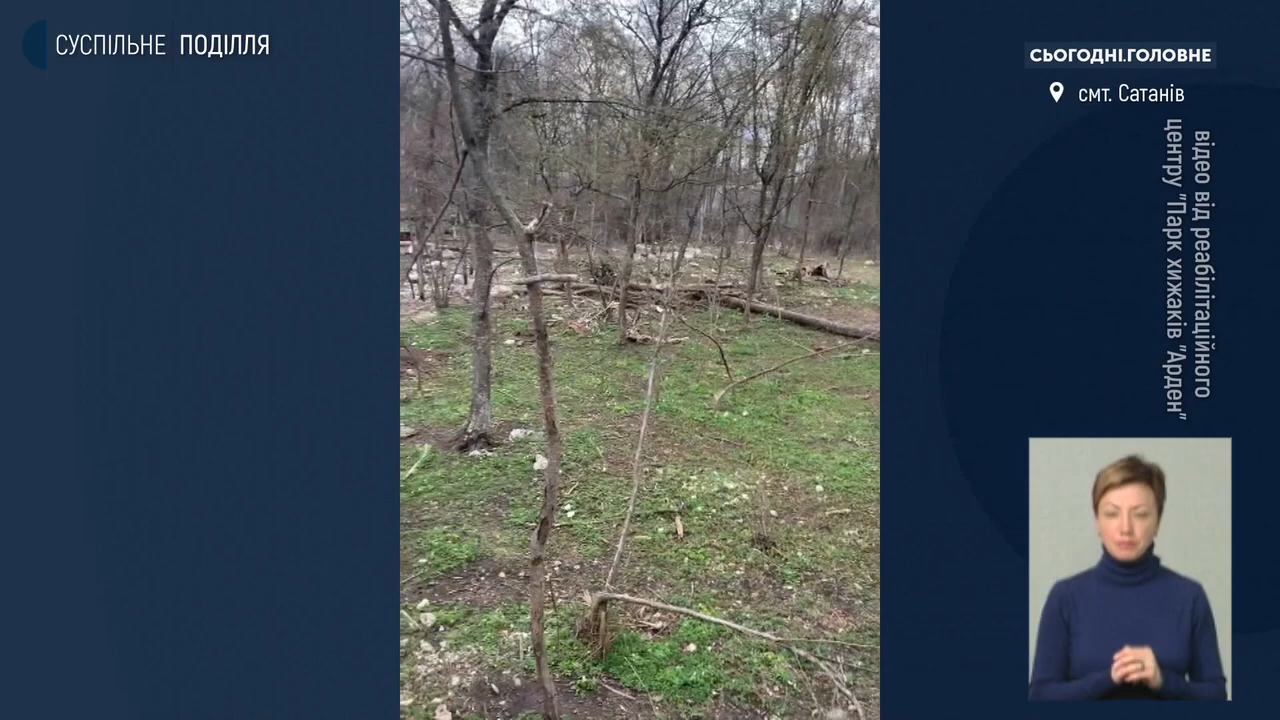 СУСПІЛЬНЕ ПОДІЛЛЯ
СЬОГОДНІ.ГОЛОВНЕ
смт. Сатанів
відео від реабілітаційного
центру "Парк хижаків "Арден"